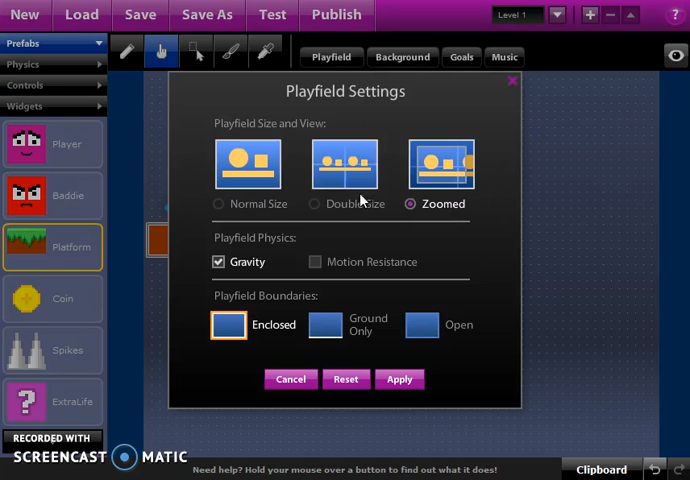 New Load Save Save As Test Publish Level 1 ?
Prefabs
Physics
Controls
Widgets
Playfield Background Goals Music
Player
Baddie
Platform
Coin
Spikes
? ExtraLife
Playfield Settings
Playfield Size and View:
Normal Size Double Size Zoomed
Playfield Physics:
Gravity Motion Resistance
Playfield Boundaries:
Enclosed Ground Only Open
Cancel Reset Apply
RECORDED WITH
SCREENCAST MATIC
Need help? Hold your mouse over a button to find out what it does!
Clipboard